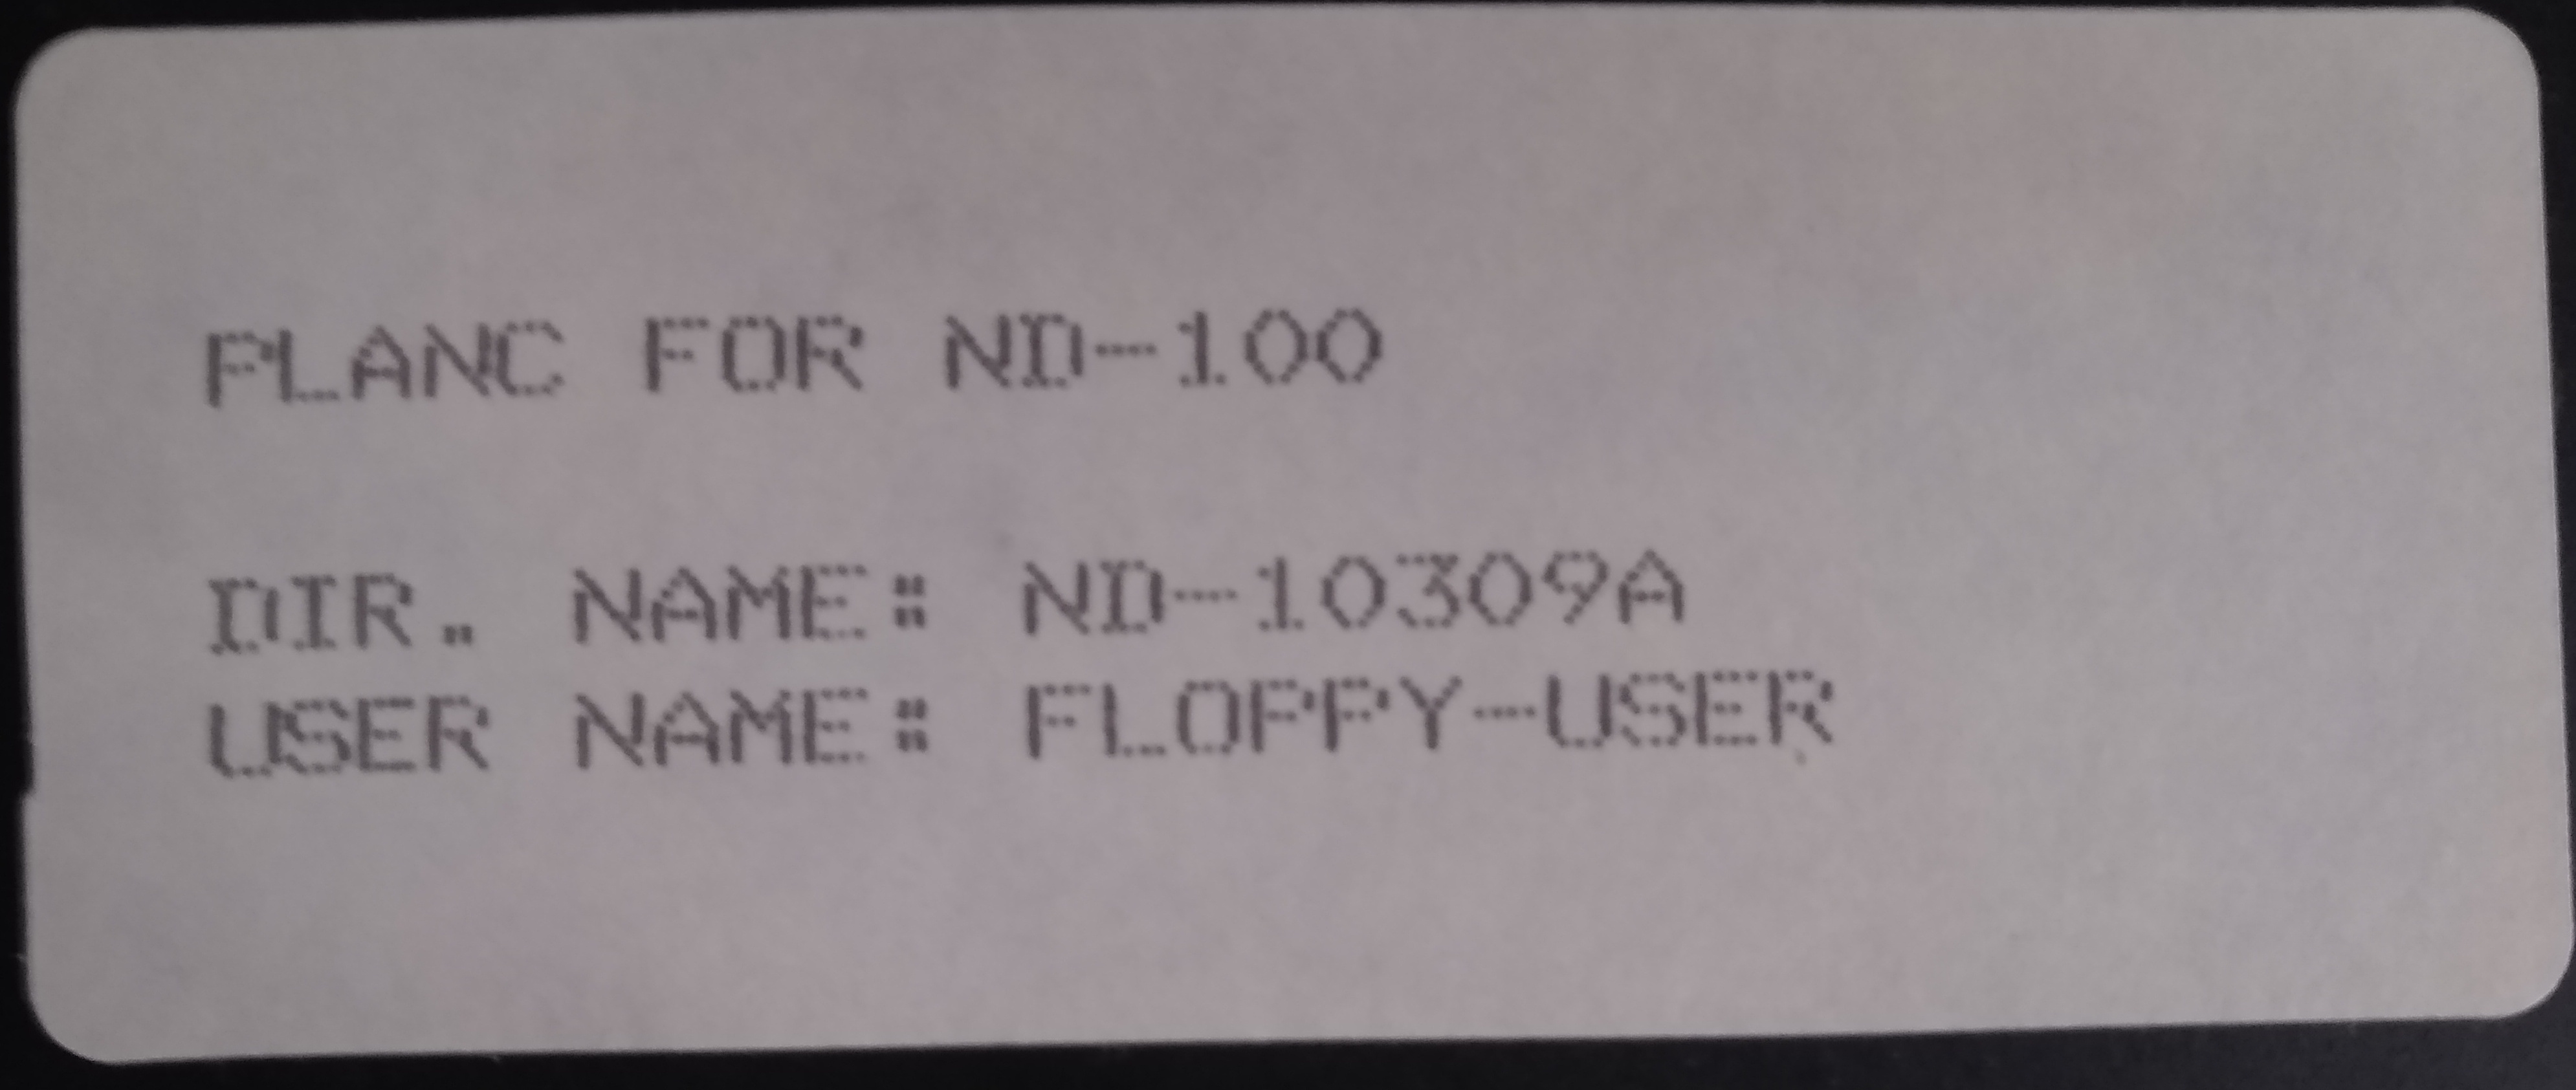 PLANC FOR ND-100
DIR. NAME: ND-10309A
USER NAME: FLOPPY-USER